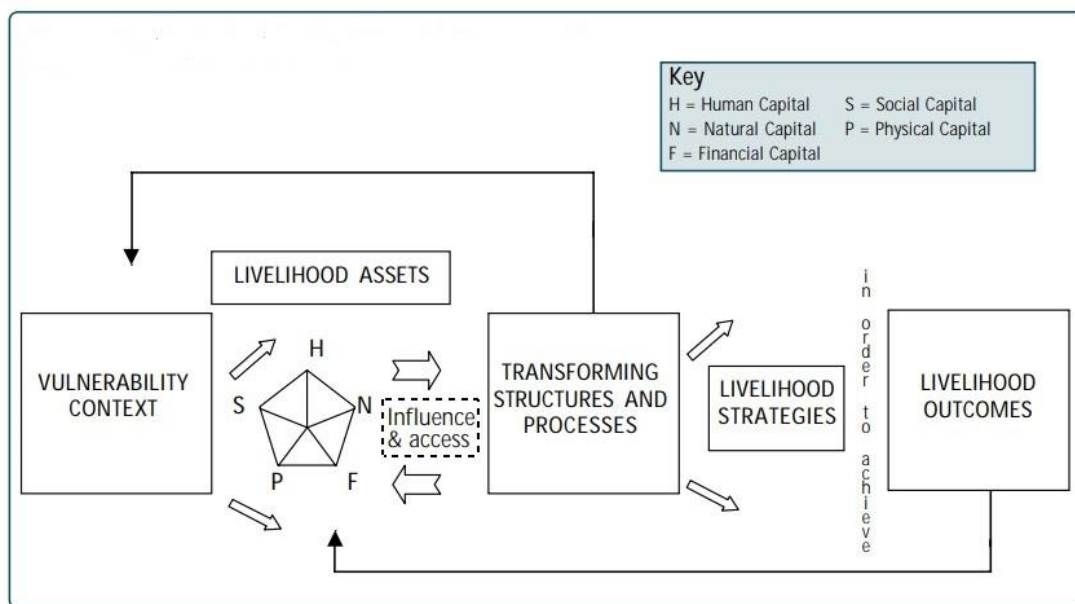 Key
H = Human Capital S = Social Capital
N = Natural Capital P = Physical Capital
F = Financial Capital
LIVELIHOOD ASSETS
VULNERABILITY
CONTEXT
H
S
N
P
F
Influence
& access
TRANSFORMING
STRUCTURES AND
PROCESSES
LIVELIHOOD
STRATEGIES
in order to achieve
LIVELIHOOD
OUTCOMES